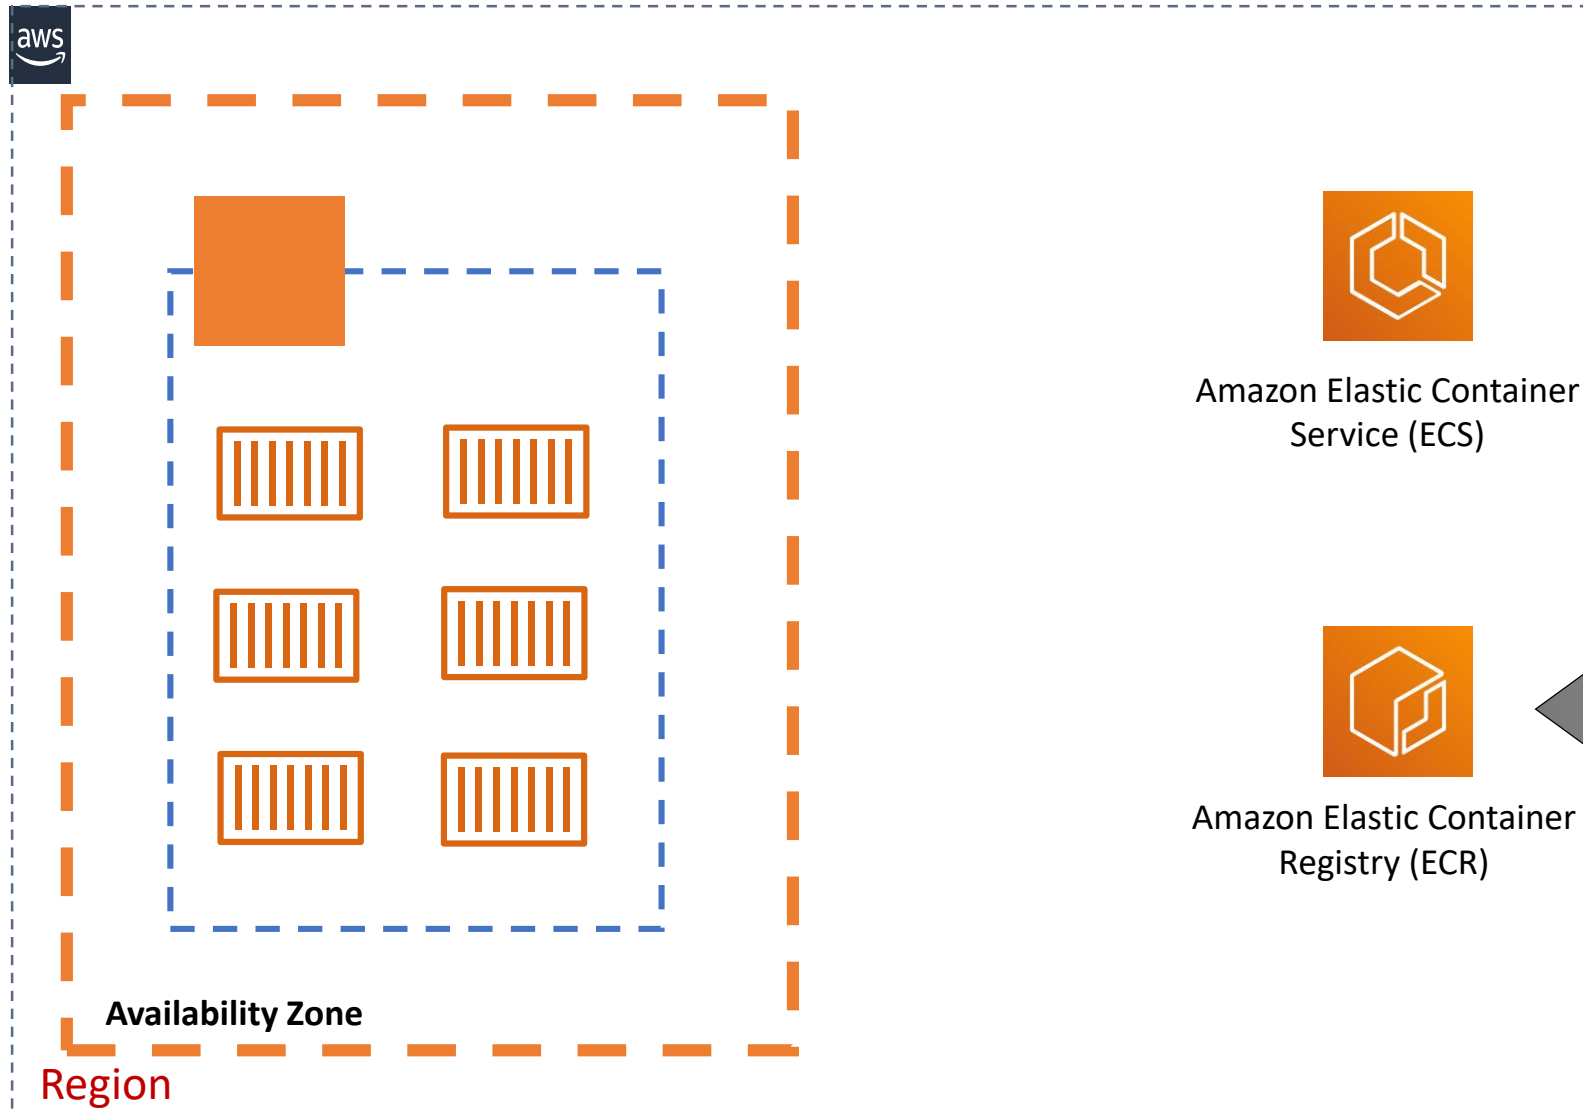 aws
Amazon Elastic Container
Service (ECS)
Amazon Elastic Container
Registry (ECR)
Availability Zone
Region